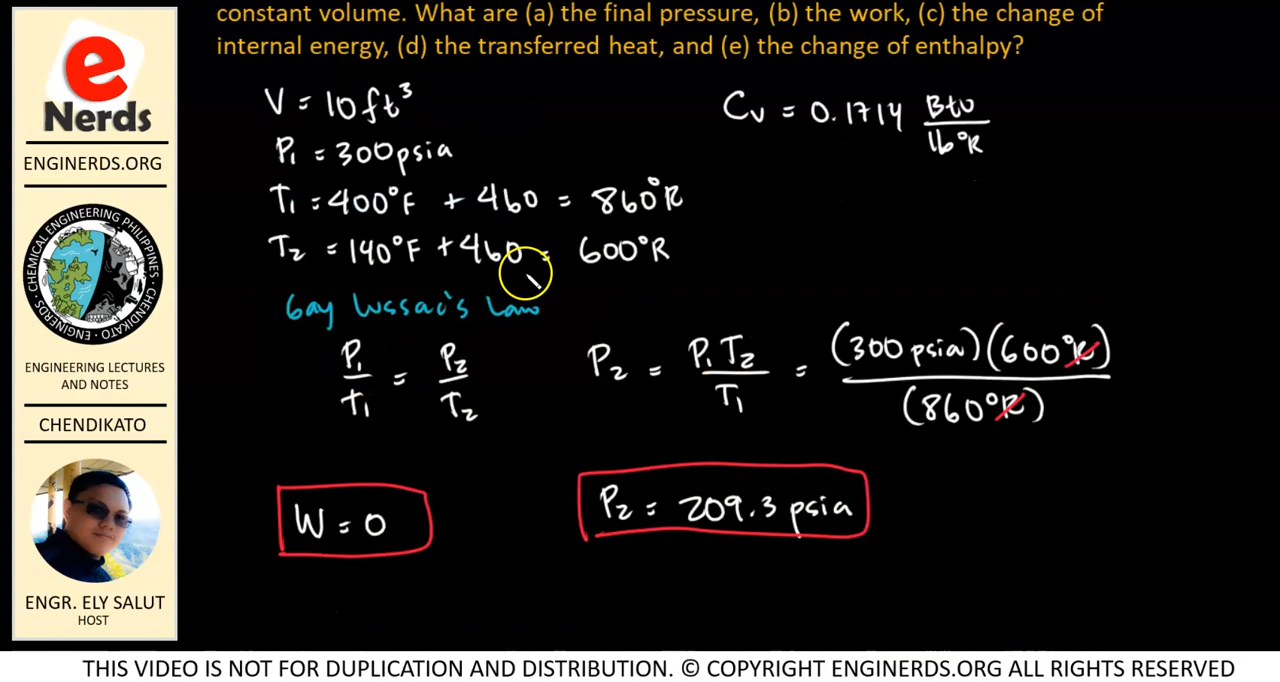 constant volume. What are (a) the final pressure, (b) the work, (c) the change of
internal energy, (d) the transferred heat, and (e) the change of enthalpy?
e
Nerds
ENGINERDS.ORG
CHEMICAL ENGINEERING PHILIPPINES • CHENDIKATO • ENGINERDS •
ENGINEERING LECTURES
AND NOTES
CHENDIKATO
ENGR. ELY SALUT
HOST
V = 10 ft³
P₁ = 300 psia
T₁ = 400°F + 460 = 860°R
T₂ = 140°F + 460 = 600°R
Cv = 0.1714 Btu/lb°R
Gay Lussac's Law
P₁/T₁ = P₂/T₂
P₂ = P₁T₂/T₁ = (300 psia)(600°R)/(860°R)
W = 0
P₂ = 209.3 psia
THIS VIDEO IS NOT FOR DUPLICATION AND DISTRIBUTION. © COPYRIGHT ENGINERDS.ORG ALL RIGHTS RESERVED